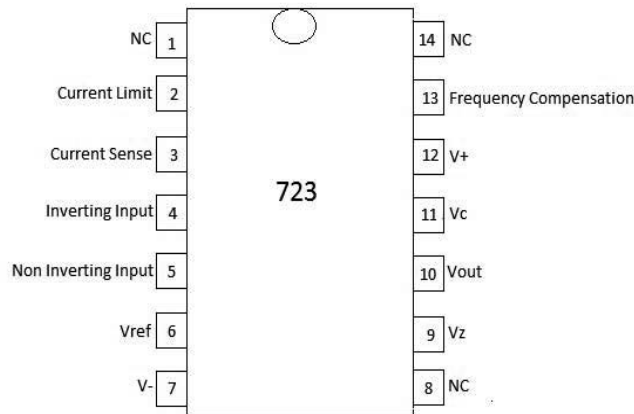 NC 1
14 NC
Current Limit 2
13 Frequency Compensation
Current Sense 3
12 V+
723
Inverting Input 4
11 Vc
Non Inverting Input 5
10 Vout
Vref 6
9 Vz
V- 7
8 NC